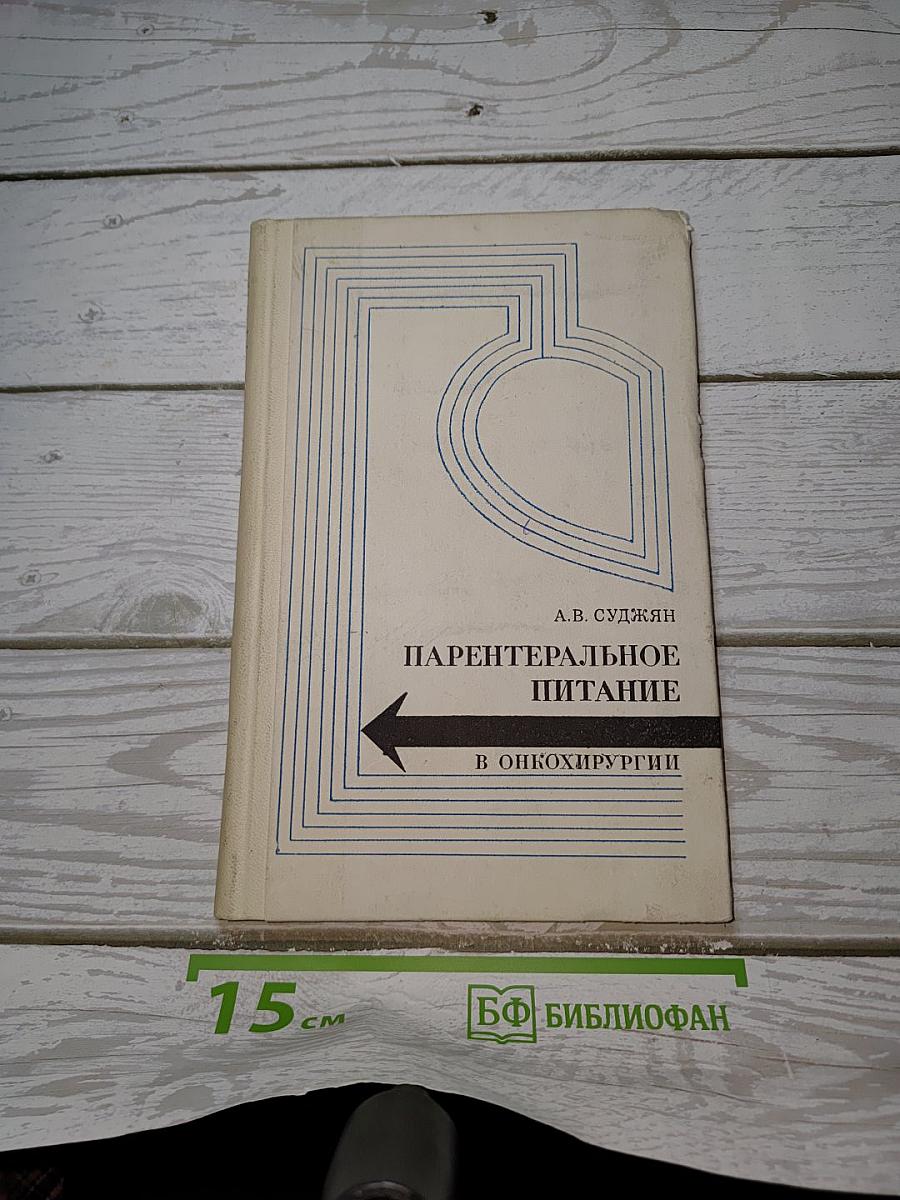 А.В. СУДЖЯН
ПАРЕНТЕРАЛЬНОЕ
ПИТАНИЕ
В ОНКОХИРУРГИИ
15 см
БФ БИБЛИОФАН